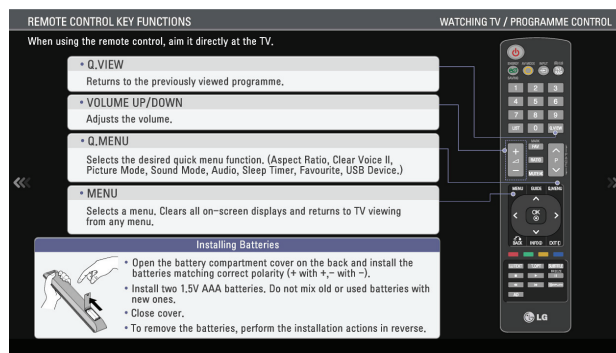 REMOTE CONTROL KEY FUNCTIONS
WATCHING TV / PROGRAMME CONTROL
When using the remote control, aim it directly at the TV.
• Q.VIEW
Returns to the previously viewed programme.
• VOLUME UP/DOWN
Adjusts the volume.
• Q.MENU
Selects the desired quick menu function. (Aspect Ratio, Clear Voice II,
Picture Mode, Sound Mode, Audio, Sleep Timer, Favourite, USB Device.)
• MENU
Selects a menu. Clears all on-screen displays and returns to TV viewing
from any menu.
Installing Batteries
• Open the battery compartment cover on the back and install the
batteries matching correct polarity (+ with +,- with -).
• Install two 1.5V AAA batteries. Do not mix old or used batteries with
new ones.
• Close cover.
• To remove the batteries, perform the installation actions in reverse.
1 2 3
4 5 6
7 8 9
LIST 0 Q.VIEW
+ FAV
RATIO P
- MUTE
MENU GUIDE Q.MENU
OK
BACK INFO EXIT
TEXT T.OPT SUBTITLE
LG